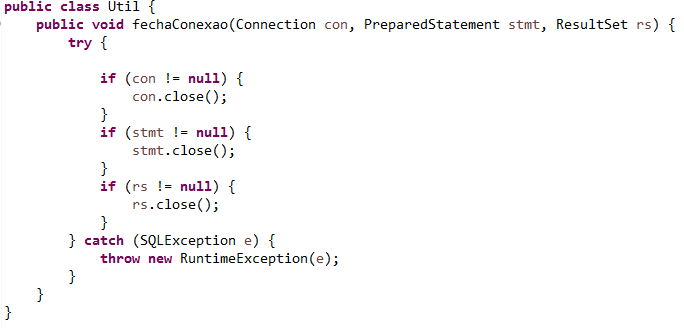 public class Util {
    public void fechaConexao(Connection con, PreparedStatement stmt, ResultSet rs) {
        try {

            if (con != null) {
                con.close();
            }
            if (stmt != null) {
                stmt.close();
            }
            if (rs != null) {
                rs.close();
            }
        } catch (SQLException e) {
            throw new RuntimeException(e);
        }
    }
}